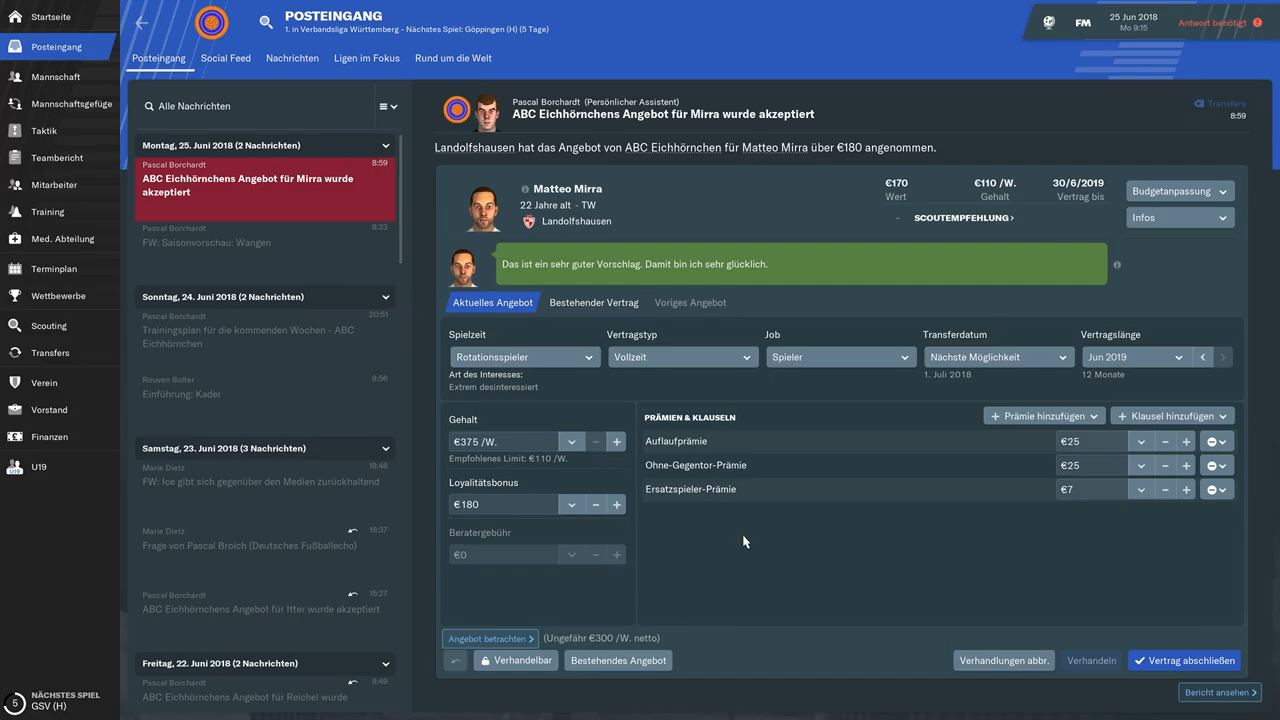 Startseite
Posteingang
Mannschaft
Mannschaftsgefüge
Taktik
Teambericht
Mitarbeiter
Training
Med. Abteilung
Terminplan
Wettbewerbe
Scouting
Transfers
Verein
Vorstand
Finanzen
U19
U19
5
NÄCHSTES SPIEL
GSV (H)
POSTEINGANG
1. in Verbandsliga Württemberg - Nächstes Spiel: Göppingen (H) (5 Tage)
FM
25 Jun 2018
Mo 9:15
Antwort benötigt
Posteingang
Social Feed
Nachrichten
Ligen im Fokus
Rund um die Welt
Alle Nachrichten
Montag, 25. Juni 2018 (2 Nachrichten)
Pascal Borchardt 8:59
ABC Eichhörnchens Angebot für Mirra wurde
akzeptiert
Pascal Borchardt 8:33
FW: Saisonvorschau: Wangen
Sonntag, 24. Juni 2018 (2 Nachrichten)
Pascal Borchardt 20:51
Trainingsplan für die kommenden Wochen - ABC
Eichhörnchen
Rouven Bolter 8:56
Einführung: Kader
Samstag, 23. Juni 2018 (3 Nachrichten)
Marie Dietz 18:48
FW: Ice gibt sich gegenüber den Medien zurückhaltend
Marie Dietz 18:37
Frage von Pascal Broich (Deutsches Fußballecho)
Pascal Borchardt 15:27
ABC Eichhörnchens Angebot für Itter wurde akzeptiert
Freitag, 22. Juni 2018 (2 Nachrichten)
Pascal Borchardt 8:49
ABC Eichhörnchens Angebot für Reichel wurde
Pascal Borchardt (Persönlicher Assistent)
ABC Eichhörnchens Angebot für Mirra wurde akzeptiert
Transfers
8:59
Landolfshausen hat das Angebot von ABC Eichhörnchen für Matteo Mirra über €180 angenommen.
Matteo Mirra
22 Jahre alt - TW
Landolfshausen
€170
Wert
€110 /W.
Gehalt
30/6/2019
Vertrag bis
- SCOUTEMPFEHLUNG
Budgetanpassung
Infos
Das ist ein sehr guter Vorschlag. Damit bin ich sehr glücklich.
Aktuelles Angebot
Bestehender Vertrag
Voriges Angebot
Spielzeit
Rotationsspieler
Art des Interesses:
Extrem desinteressiert
Vertragstyp
Vollzeit
Job
Spieler
Transferdatum
Nächste Möglichkeit
1. Juli 2018
Vertragslänge
Jun 2019
12 Monate
Gehalt
€375 /W.
Empfohlenes Limit: €110 /W.
Loyalitätsbonus
€180
Beratergebühr
€0
PRÄMIEN & KLAUSELN
Prämie hinzufügen
Klausel hinzufügen
Auflaufprämie €25
Ohne-Gegentor-Prämie €25
Ersatzspieler-Prämie €7
Angebot betrachten
(Ungefähr €300 /W. netto)
Verhandelbar
Bestehendes Angebot
Verhandlungen abbr.
Verhandeln
Vertrag abschließen
Bericht ansehen